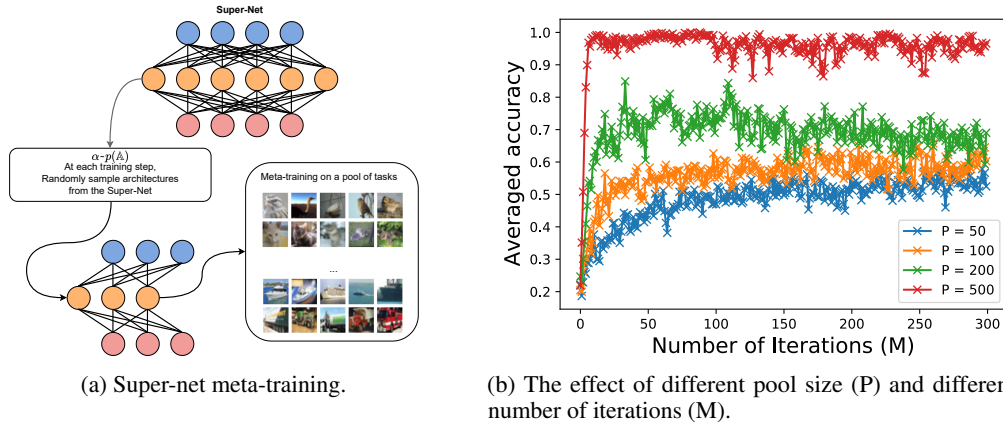 Super-Net
α-p(𝔸)
At each training step,
Randomly sample architectures
from the Super-Net
Meta-training on a pool of tasks
...
(a) Super-net meta-training.
Averaged accuracy
1.0
0.9
0.8
0.7
0.6
0.5
0.4
0.3
0.2
P = 50
P = 100
P = 200
P = 500
0 50 100 150 200 250 300
Number of Iterations (M)
(b) The effect of different pool size (P) and different
number of iterations (M).